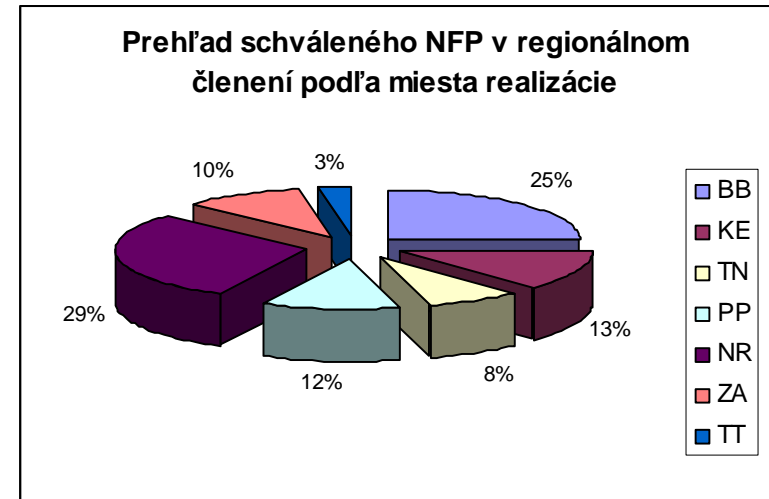 Prehľad schváleného NFP v regionálnom
členení podľa miesta realizácie
10%
3%
25%
29%
12%
8%
13%
BB
KE
TN
PP
NR
ZA
TT